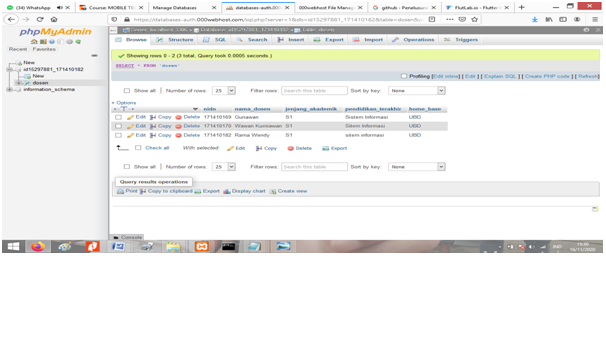 (34) WhatsApp
Course: MOBILE TI
Manage Databases
databases-auth.000
000webhost File Manag
github - Penelusura
FlutLab.io - Flutter
https://databases-auth.000webhost.com/sql.php?server=1&db=id15297881_171410182&table=dosen&
phpMyAdmin
Recent Favorites
New
id15297881_171410182
New
dosen
information_schema
Browse Structure SQL Search Insert Export Import Operations Triggers
Showing rows 0 - 2 (3 total, Query took 0.0005 seconds.)
SELECT * FROM `dosen`
Profiling [Edit inline] [ Edit ] [ Explain SQL ] [ Create PHP code ] [ Refresh]
Show all Number of rows: 25 Filter rows: Search this table Sort by key: None
+ Options
nido nama_dosen jenjang_akademik pendidikan_terakhir home_base
Edit Copy Delete 171410169 Gunawan S1 Sistem Informasi UBD
Edit Copy Delete 171410170 Wawan Kurniawan S1 Sistem Informasi UBD
Edit Copy Delete 171410182 Rama Wendy S1 Sistem informasi UBD
Check all With selected: Edit Copy Delete Export
Show all Number of rows: 25 Filter rows: Search this table Sort by key: None
Query results operations
Print Copy to clipboard Export Display chart Create view
Console
IND
16/11/2020